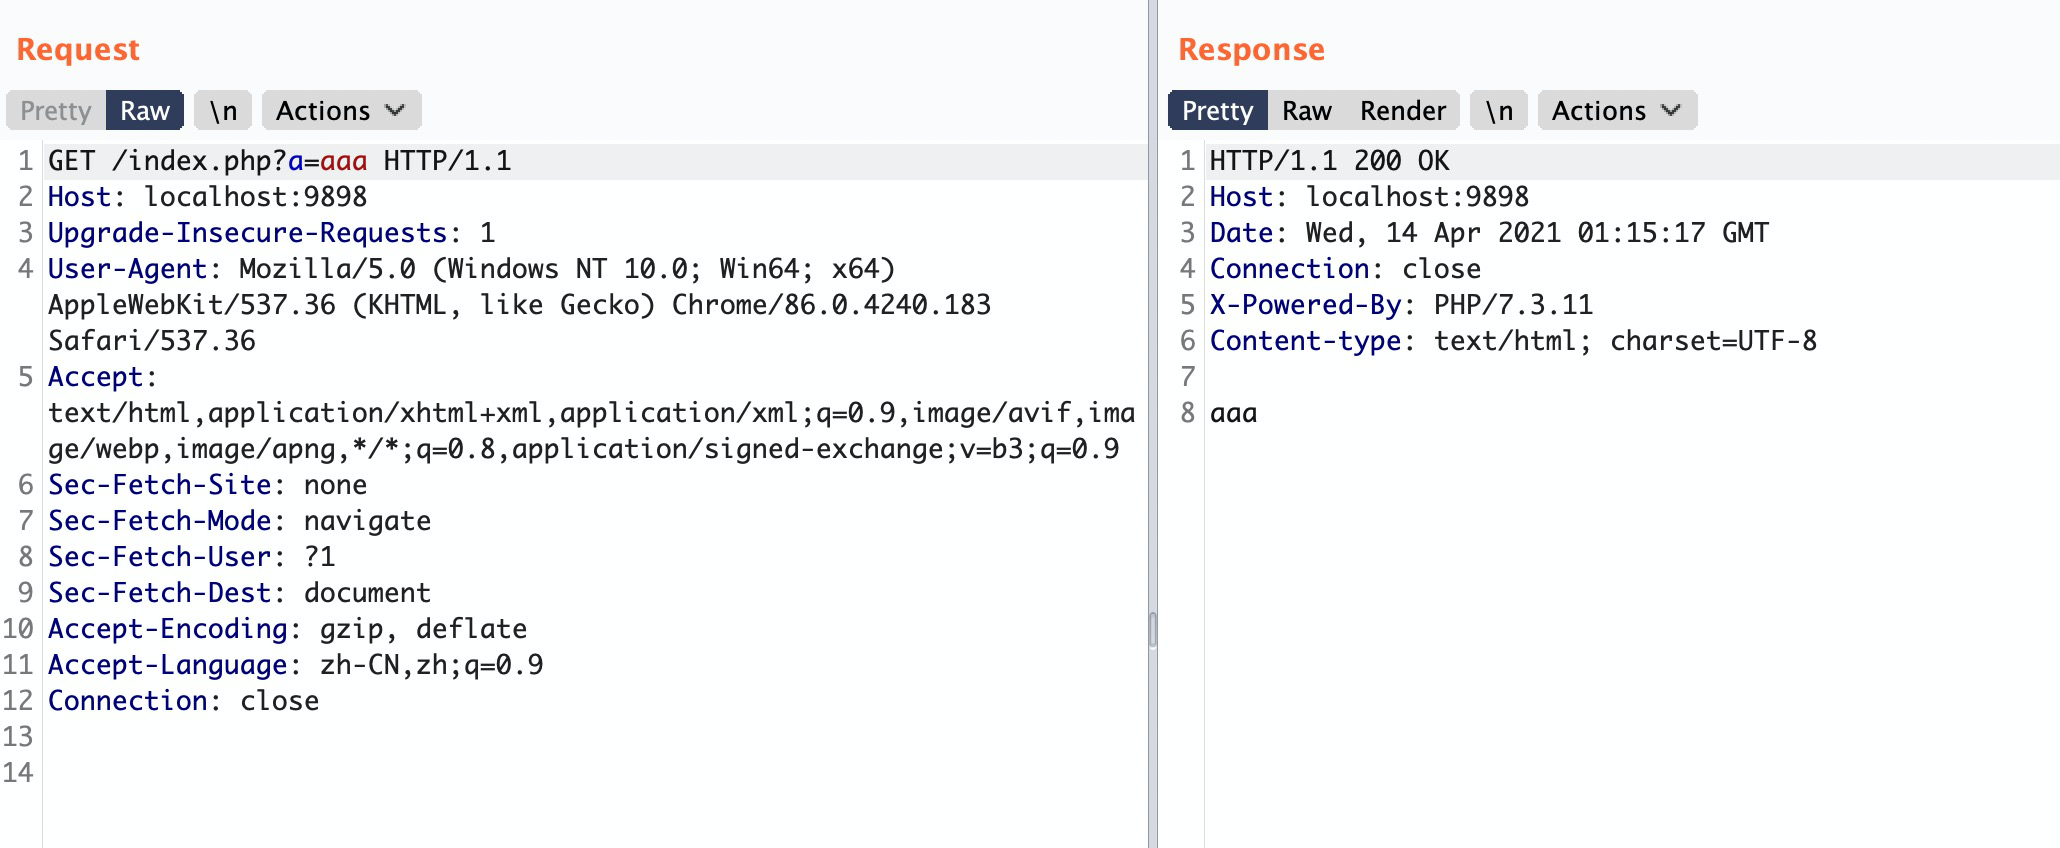 Request
Pretty Raw \n Actions
1 GET /index.php?a=aaa HTTP/1.1
2 Host: localhost:9898
3 Upgrade-Insecure-Requests: 1
4 User-Agent: Mozilla/5.0 (Windows NT 10.0; Win64; x64)
AppleWebKit/537.36 (KHTML, like Gecko) Chrome/86.0.4240.183
Safari/537.36
5 Accept:
text/html,application/xhtml+xml,application/xml;q=0.9,image/avif,ima
ge/webp,image/apng,*/*;q=0.8,application/signed-exchange;v=b3;q=0.9
6 Sec-Fetch-Site: none
7 Sec-Fetch-Mode: navigate
8 Sec-Fetch-User: ?1
9 Sec-Fetch-Dest: document
10 Accept-Encoding: gzip, deflate
11 Accept-Language: zh-CN,zh;q=0.9
12 Connection: close
13
14
Response
Pretty Raw Render \n Actions
1 HTTP/1.1 200 OK
2 Host: localhost:9898
3 Date: Wed, 14 Apr 2021 01:15:17 GMT
4 Connection: close
5 X-Powered-By: PHP/7.3.11
6 Content-type: text/html; charset=UTF-8
7
8 aaa